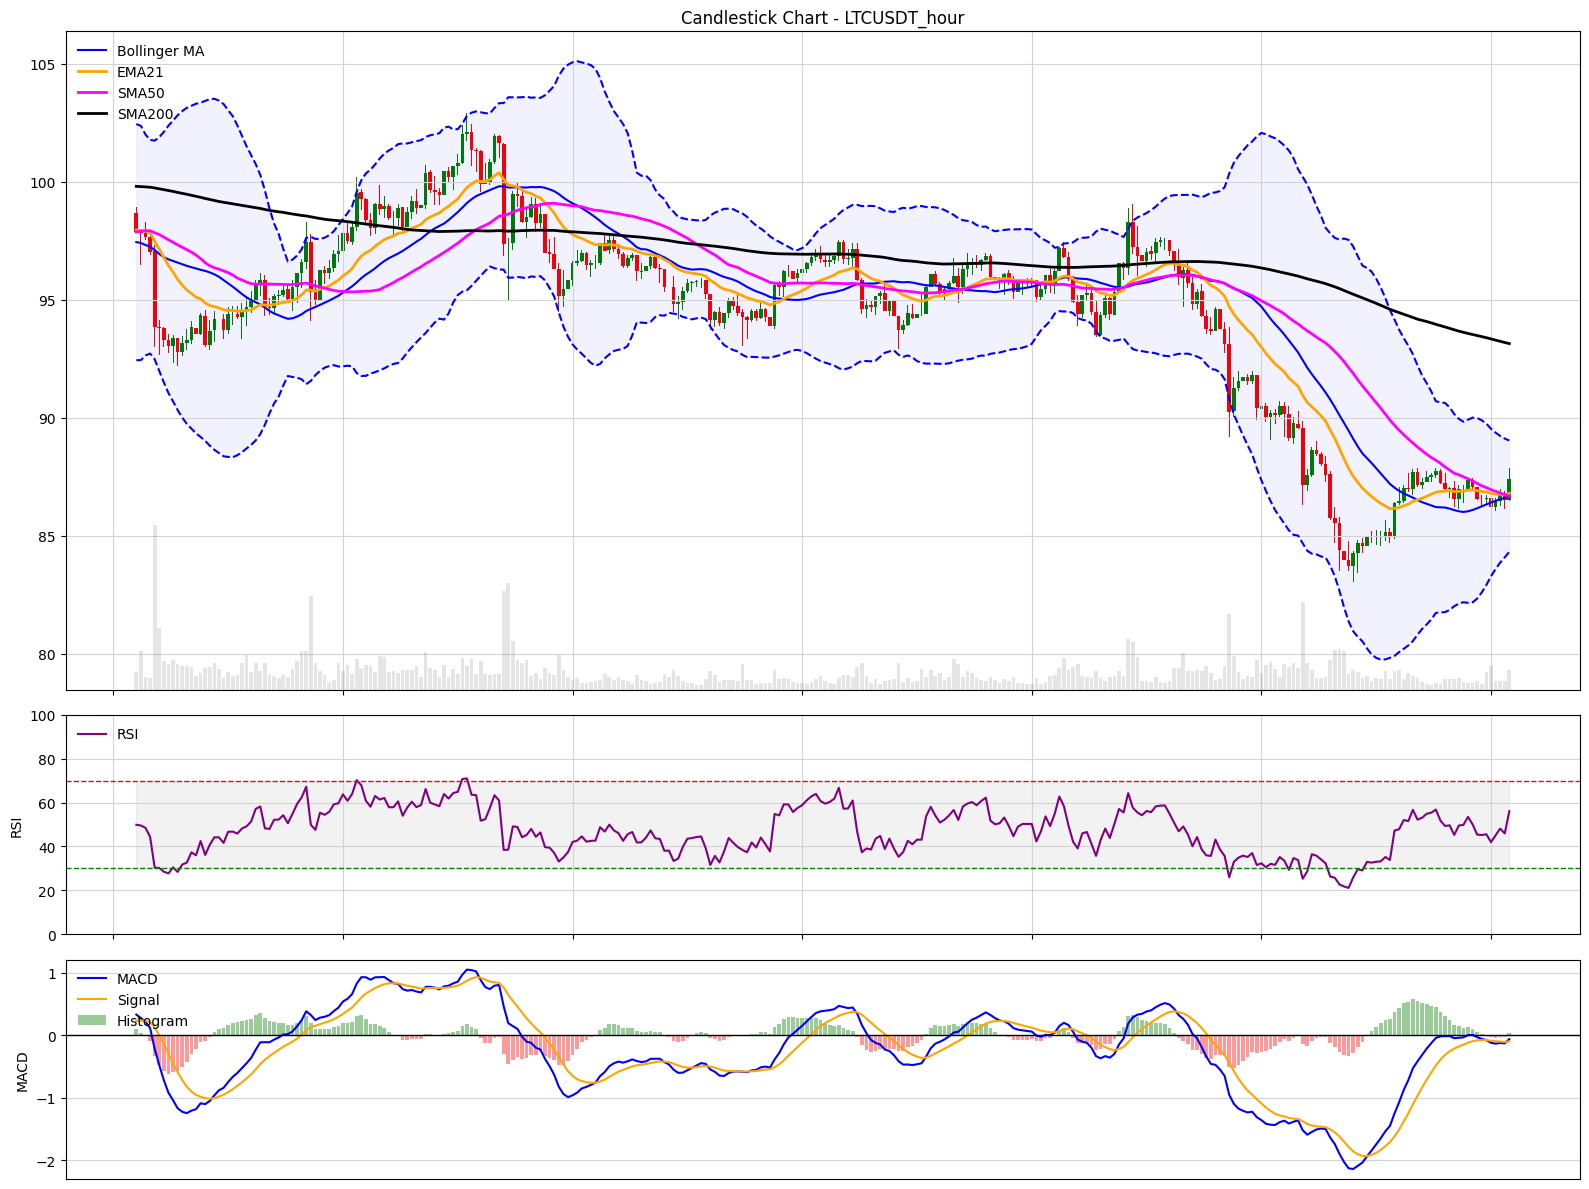 Candlestick Chart - LTCUSDT_hour
Bollinger MA
EMA21
SMA50
SMA200
105
100
95
90
85
80
RSI
RSI
100
80
60
40
20
0
MACD
Signal
Histogram
MACD
1
0
−1
−2